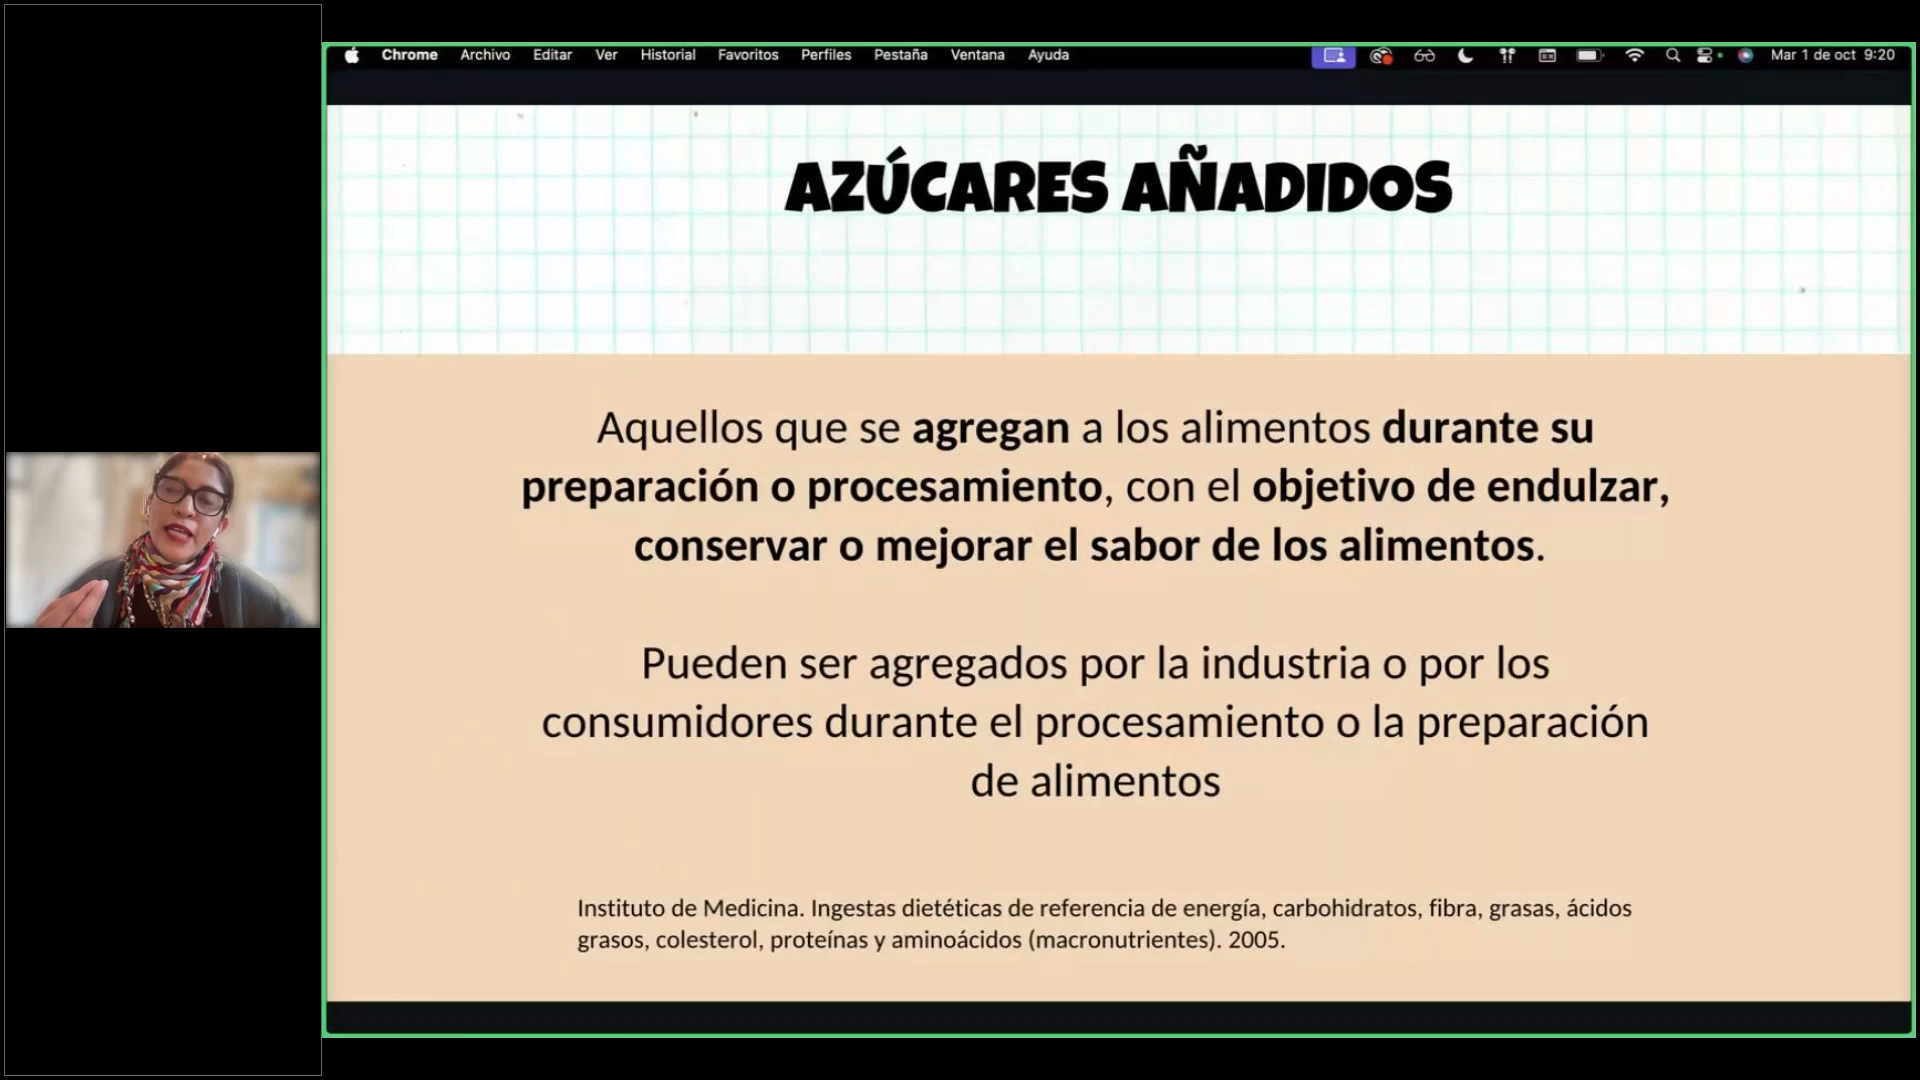 Chrome Archivo Editar Ver Historial Favoritos Perfiles Pestaña Ventana Ayuda Mar 1 de oct 9:20
AZÚCARES AÑADIDOS
Aquellos que se agregan a los alimentos durante su
preparación o procesamiento, con el objetivo de endulzar,
conservar o mejorar el sabor de los alimentos.
Pueden ser agregados por la industria o por los
consumidores durante el procesamiento o la preparación
de alimentos
Instituto de Medicina. Ingestas dietéticas de referencia de energía, carbohidratos, fibra, grasas, ácidos
grasos, colesterol, proteínas y aminoácidos (macronutrientes). 2005.